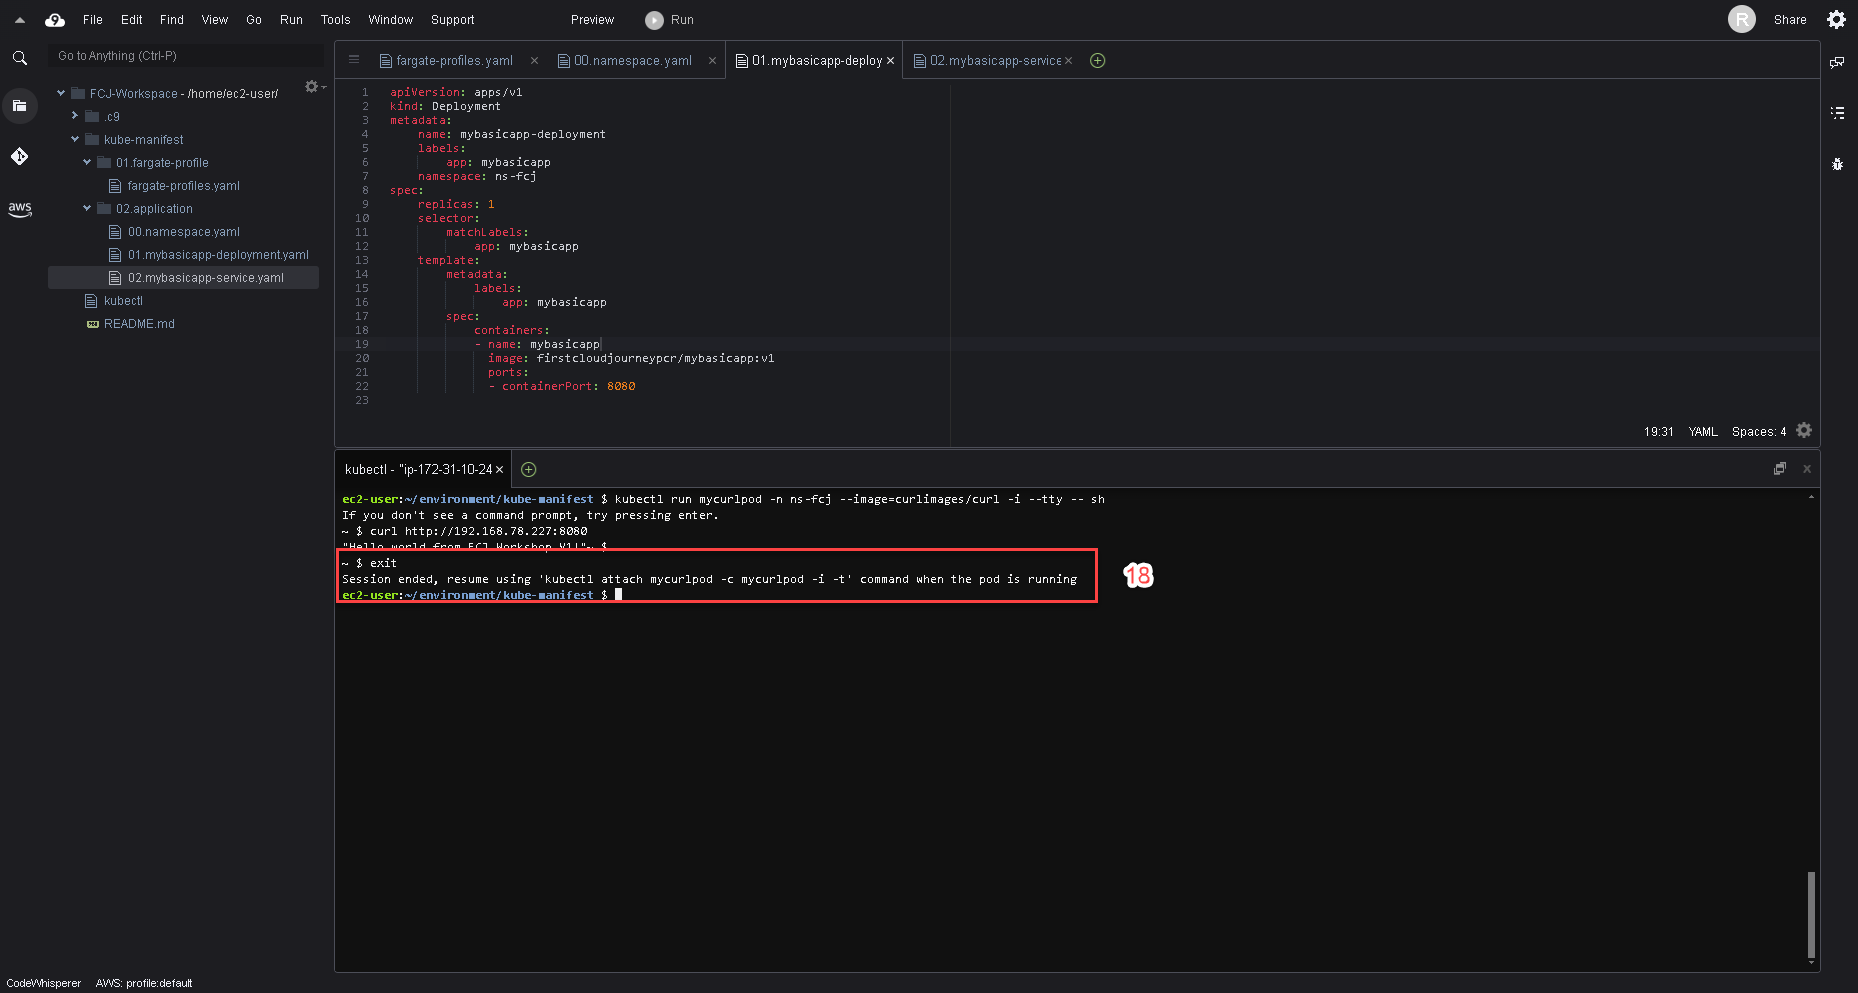 File Edit Find View Go Run Tools Window Support Preview Run R Share
Go to Anything (Ctrl-P)
fargate-profiles.yaml 00.namespace.yaml 01.mybasicapp-deploy 02.mybasicapp-service
FCJ-Workspace - /home/ec2-user/
.c9
kube-manifest
01.fargate-profile
fargate-profiles.yaml
02.application
00.namespace.yaml
01.mybasicapp-deployment.yaml
02.mybasicapp-service.yaml
kubectl
README.md
aws
1 apiVersion: apps/v1
2 kind: Deployment
3 metadata:
4 name: mybasicapp-deployment
5 labels:
6 app: mybasicapp
7 namespace: ns-fcj
8 spec:
9 replicas: 1
10 selector:
11 matchLabels:
12 app: mybasicapp
13 template:
14 metadata:
15 labels:
16 app: mybasicapp
17 spec:
18 containers:
19 - name: mybasicapp
20 image: firstcloudjourneypcr/mybasicapp:v1
21 ports:
22 - containerPort: 8080
23
19:31 YAML Spaces: 4
kubectl - "ip-172-31-10-24
ec2-user:~/environment/kube-manifest $ kubectl run mycurlpod -n ns-fcj --image=curlimages/curl -i --tty -- sh
If you don't see a command prompt, try pressing enter.
~ $ curl http://192.168.78.227:8080
"Hello world from FCJ Workshop V1!"~ $
~ $ exit
Session ended, resume using 'kubectl attach mycurlpod -c mycurlpod -i -t' command when the pod is running
ec2-user:~/environment/kube-manifest $
18
CodeWhisperer AWS: profile:default